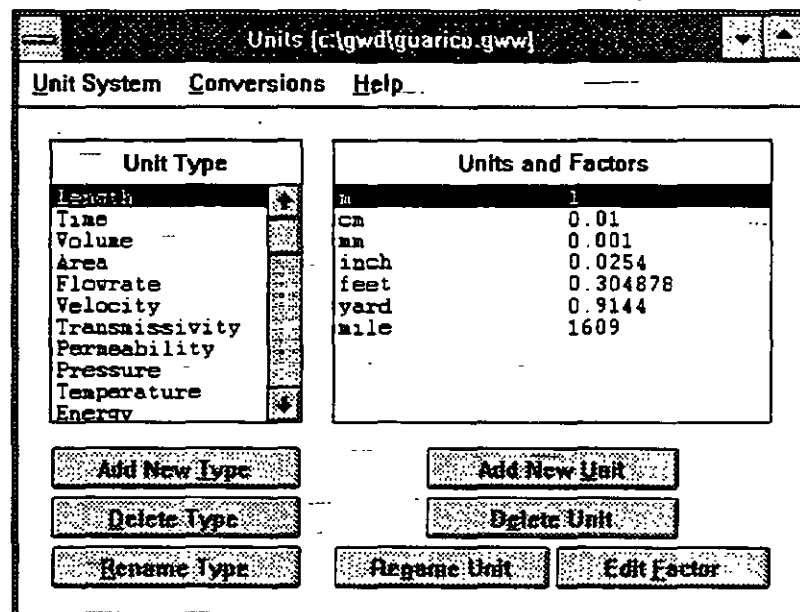 Units [c:\gwd\guarico.gww]
Unit System Conversions Help
Unit Type
Length
Time
Volume
Area
Flowrate
Velocity
Transmissivity
Permeability
Pressure
Temperature
Energy
Units and Factors
m 1
cm 0.01
mm 0.001
inch 0.0254
feet 0.304878
yard 0.9144
mile 1609
Add New Type
Add New Unit
Delete Type
Delete Unit
Rename Type
Rename Unit
Edit Factor